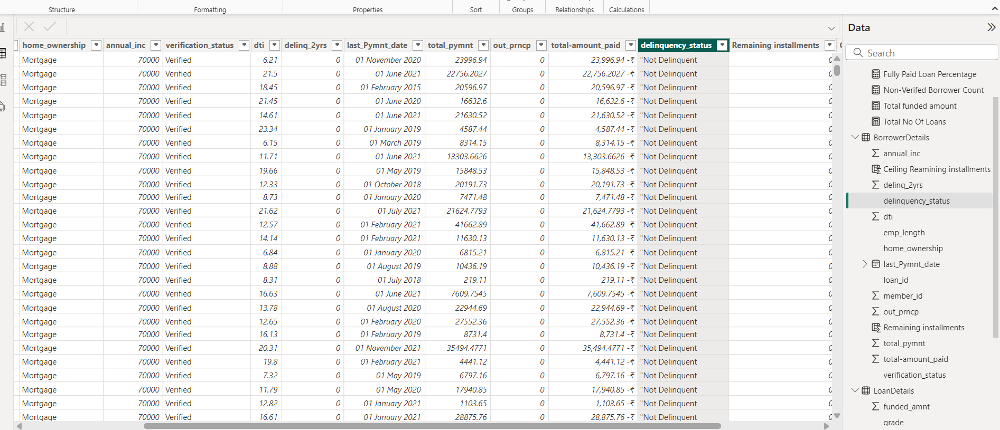 Structure Formatting Properties Sort Groups Relationships Calculations
Data
Search
home_ownership annual_inc verification_status dti delinq_2yrs last_Pymnt_date total_pymnt out_prncp total-amount_paid delinquency_status Remaining installments
Mortgage 70000 Verified 6.21 0 01 November 2020 23996.94 0 23,996.94 -₹ "Not Delinquent 0
Mortgage 70000 Verified 21.5 0 01 June 2021 22756.2027 0 22,756.2027 -₹ "Not Delinquent 0
Mortgage 70000 Verified 18.45 0 01 February 2015 20596.97 0 20,596.97 -₹ "Not Delinquent 0
Mortgage 70000 Verified 21.45 0 01 June 2020 16632.6 0 16,632.6 -₹ "Not Delinquent 0
Mortgage 70000 Verified 14.61 0 01 June 2021 21630.52 0 21,630.52 -₹ "Not Delinquent 0
Mortgage 70000 Verified 23.34 0 01 January 2019 4587.44 0 4,587.44 -₹ "Not Delinquent 0
Mortgage 70000 Verified 6.15 0 01 March 2019 8314.15 0 8,314.15 -₹ "Not Delinquent 0
Mortgage 70000 Verified 11.71 0 01 June 2021 13303.6626 0 13,303.6626 -₹ "Not Delinquent 0
Mortgage 70000 Verified 19.66 0 01 May 2019 15848.53 0 15,848.53 -₹ "Not Delinquent 0
Mortgage 70000 Verified 12.33 0 01 October 2018 20191.73 0 20,191.73 -₹ "Not Delinquent 0
Mortgage 70000 Verified 8.73 0 01 January 2020 7471.48 0 7,471.48 -₹ "Not Delinquent 0
Mortgage 70000 Verified 21.62 0 01 July 2021 21624.7793 0 21,624.7793 -₹ "Not Delinquent 0
Mortgage 70000 Verified 12.57 0 01 February 2021 41662.89 0 41,662.89 -₹ "Not Delinquent 0
Mortgage 70000 Verified 14.14 0 01 February 2021 11630.13 0 11,630.13 -₹ "Not Delinquent 0
Mortgage 70000 Verified 6.84 0 01 January 2020 6815.21 0 6,815.21 -₹ "Not Delinquent 0
Mortgage 70000 Verified 8.88 0 01 August 2019 10436.19 0 10,436.19 -₹ "Not Delinquent 0
Mortgage 70000 Verified 8.31 0 01 July 2018 219.11 0 219.11 -₹ "Not Delinquent 0
Mortgage 70000 Verified 16.63 0 01 June 2021 7609.7545 0 7,609.7545 -₹ "Not Delinquent 0
Mortgage 70000 Verified 13.78 0 01 August 2020 22944.69 0 22,944.69 -₹ "Not Delinquent 0
Mortgage 70000 Verified 12.65 0 01 February 2020 27552.36 0 27,552.36 -₹ "Not Delinquent 0
Mortgage 70000 Verified 16.13 0 01 February 2019 8731.4 0 8,731.4 -₹ "Not Delinquent 0
Mortgage 70000 Verified 20.31 0 01 November 2021 35494.4771 0 35,494.4771 -₹ "Not Delinquent 0
Mortgage 70000 Verified 19.8 0 01 February 2021 4441.12 0 4,441.12 -₹ "Not Delinquent 0
Mortgage 70000 Verified 7.32 0 01 May 2019 6797.16 0 6,797.16 -₹ "Not Delinquent 0
Mortgage 70000 Verified 11.79 0 01 May 2020 17940.85 0 17,940.85 -₹ "Not Delinquent 0
Mortgage 70000 Verified 12.82 0 01 January 2021 1103.65 0 1,103.65 -₹ "Not Delinquent 0
Mortgage 70000 Verified 16.61 0 01 January 2021 28875.76 0 28,875.76 -₹ "Not Delinquent 0
Fully Paid Loan Percentage
Non-Verifed Borrower Count
Total funded amount
Total No Of Loans
BorrowerDetails
annual_inc
Ceiling Reamining installments
delinq_2yrs
delinquency_status
dti
emp_length
home_ownership
last_Pymnt_date
loan_id
member_id
out_prncp
Remaining installments
total_pymnt
total-amount_paid
verification_status
LoanDetails
funded_amnt
grade